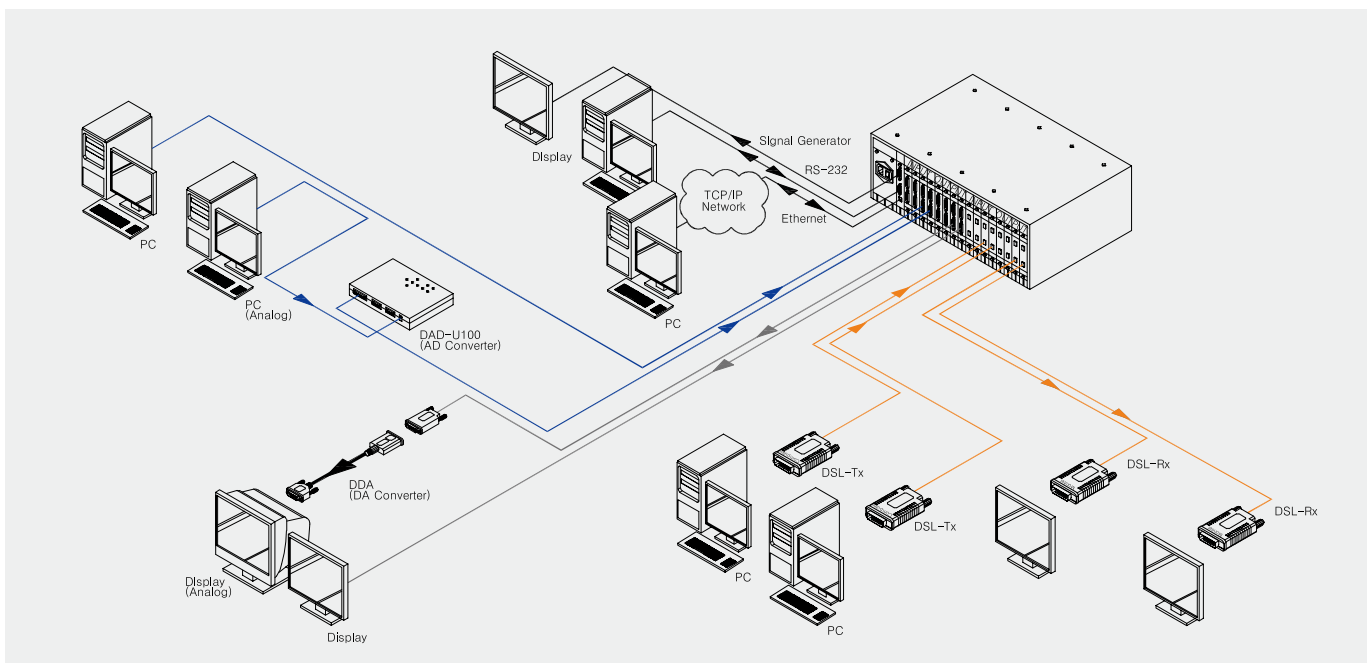 Display
SIgnal Generator
RS-232
TCP/IP
Network
Ethernet
PC
PC
(Analog)
DAD-U100
(AD Converter)
PC
DDA
(DA Converter)
DIsplay
(Analog)
Display
DSL-Tx
DSL-Tx
PC
PC
DSL-Rx
DSL-Rx